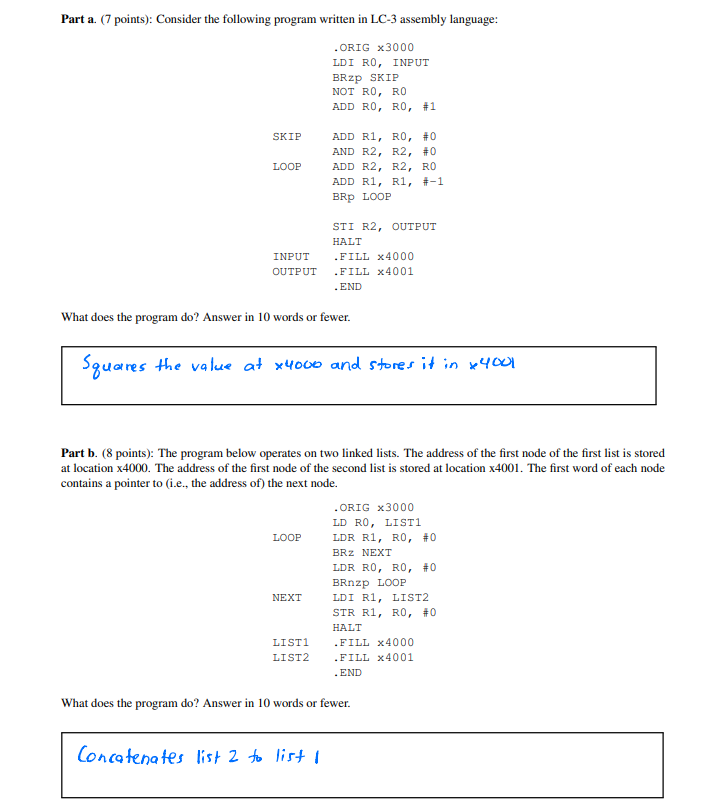 Part a. (7 points): Consider the following program written in LC-3 assembly language:
.ORIG x3000
LDI R0, INPUT
BRzp SKIP
NOT R0, R0
ADD R0, R0, #1
SKIP ADD R1, R0, #0
AND R2, R2, #0
LOOP ADD R2, R2, R0
ADD R1, R1, #-1
BRp LOOP
STI R2, OUTPUT
HALT
INPUT .FILL x4000
OUTPUT .FILL x4001
.END
What does the program do? Answer in 10 words or fewer.
Squares the value at x4000 and stores it in x4001
Part b. (8 points): The program below operates on two linked lists. The address of the first node of the first list is stored
at location x4000. The address of the first node of the second list is stored at location x4001. The first word of each node
contains a pointer to (i.e., the address of) the next node.
.ORIG x3000
LD R0, LIST1
LOOP LDR R1, R0, #0
BRz NEXT
LDR R0, R0, #0
BRnzp LOOP
NEXT LDI R1, LIST2
STR R1, R0, #0
HALT
LIST1 .FILL x4000
LIST2 .FILL x4001
.END
What does the program do? Answer in 10 words or fewer.
Concatenates list 2 to list 1